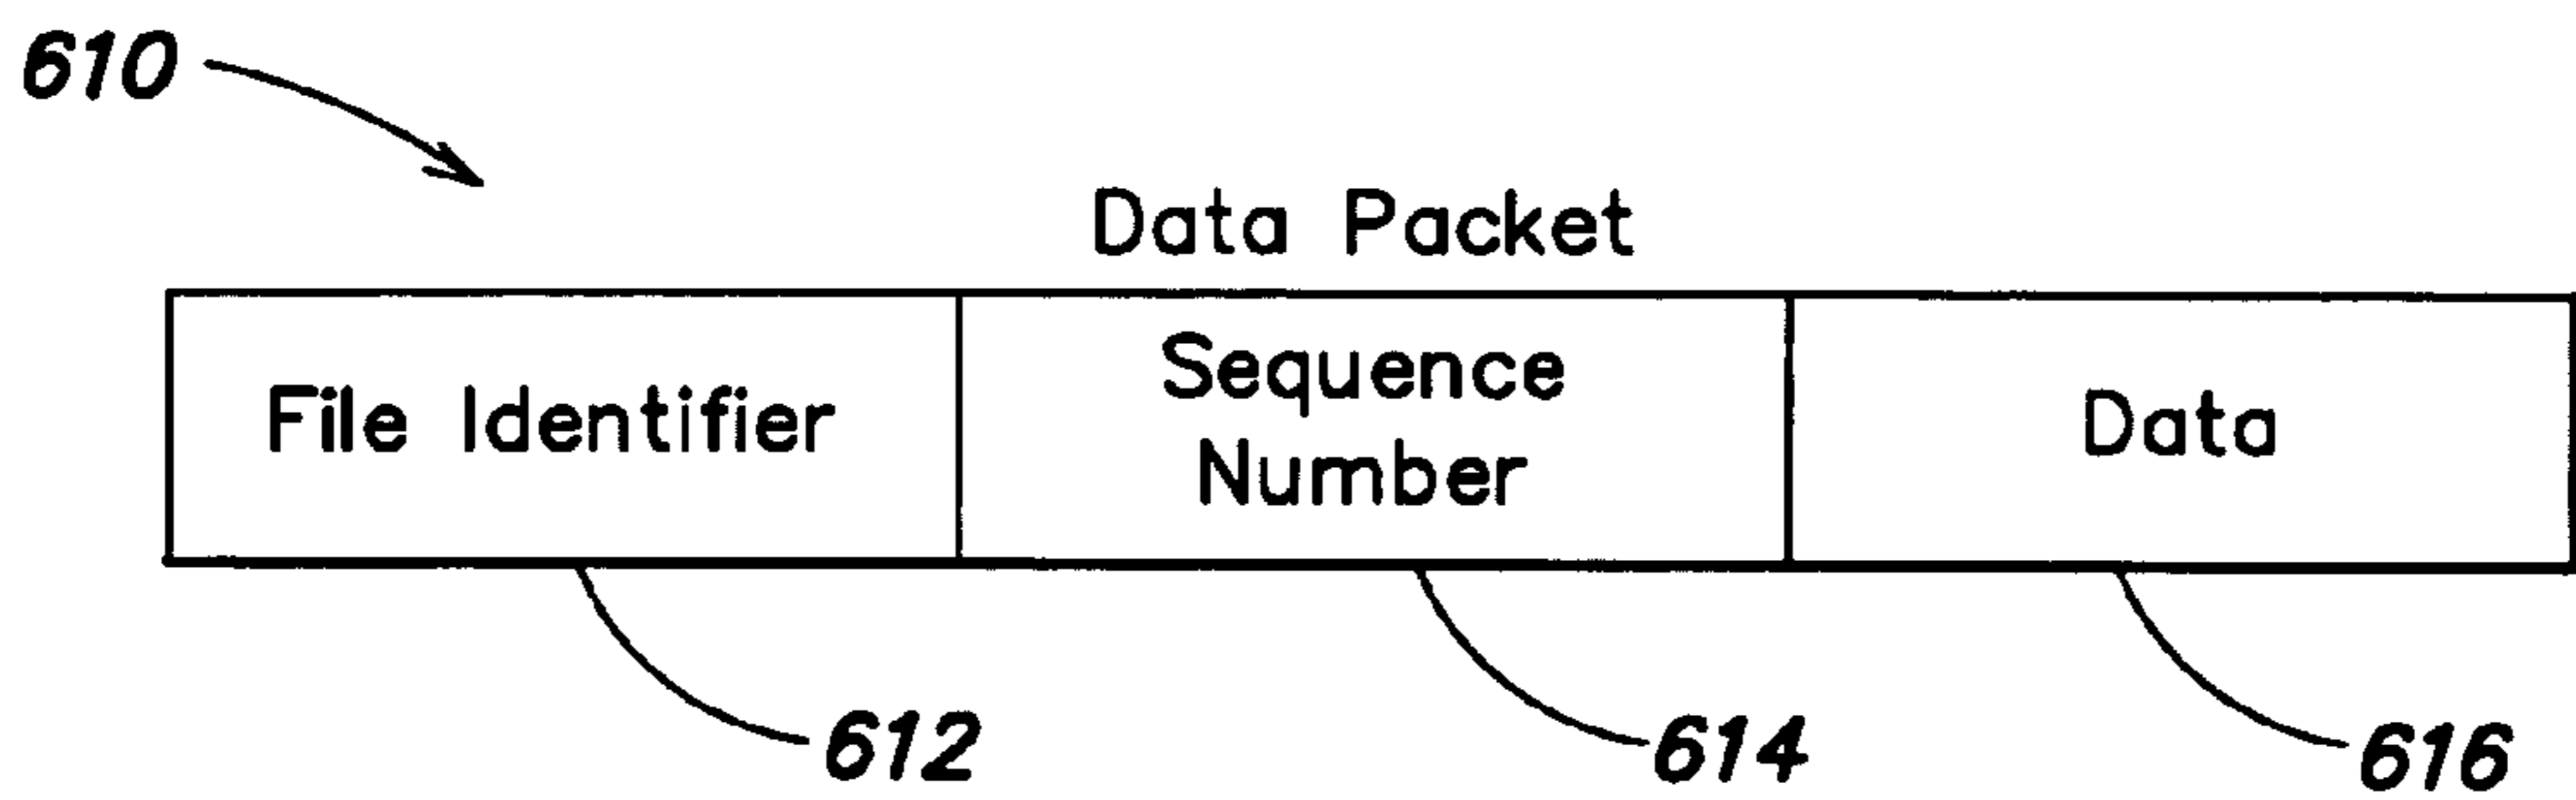 610
Data Packet
File Identifier
Sequence
Number
Data
612
614
616